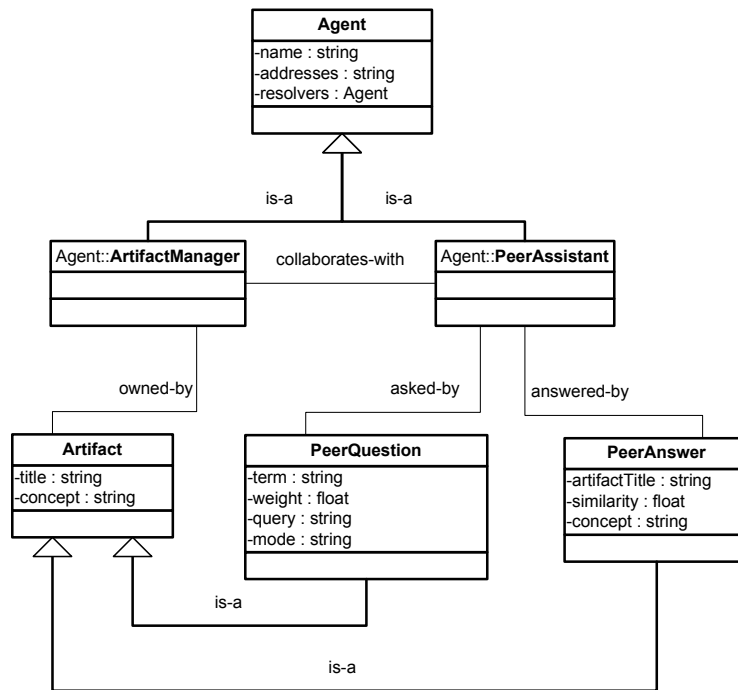 Agent
-name : string
-addresses : string
-resolvers : Agent
is-a
is-a
Agent::ArtifactManager
collaborates-with
Agent::PeerAssistant
owned-by
asked-by
answered-by
Artifact
-title : string
-concept : string
PeerQuestion
-term : string
-weight : float
-query : string
-mode : string
PeerAnswer
-artifactTitle : string
-similarity : float
-concept : string
is-a
is-a